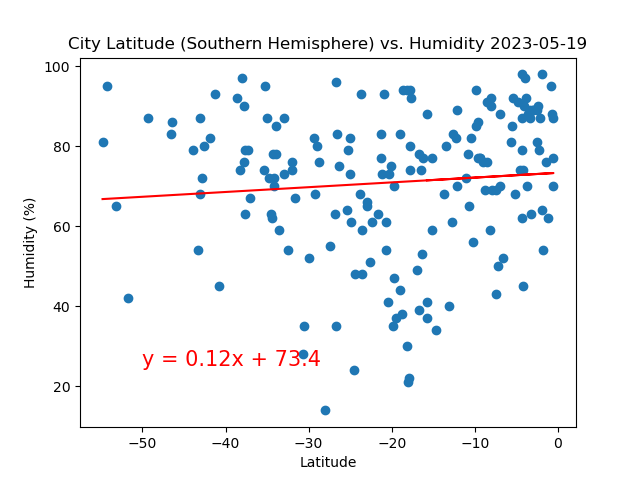 City Latitude (Southern Hemisphere) vs. Humidity 2023-05-19
100
80
60
40
20
Humidity (%)
y = 0.12x + 73.4
−50 −40 −30 −20 −10 0
Latitude